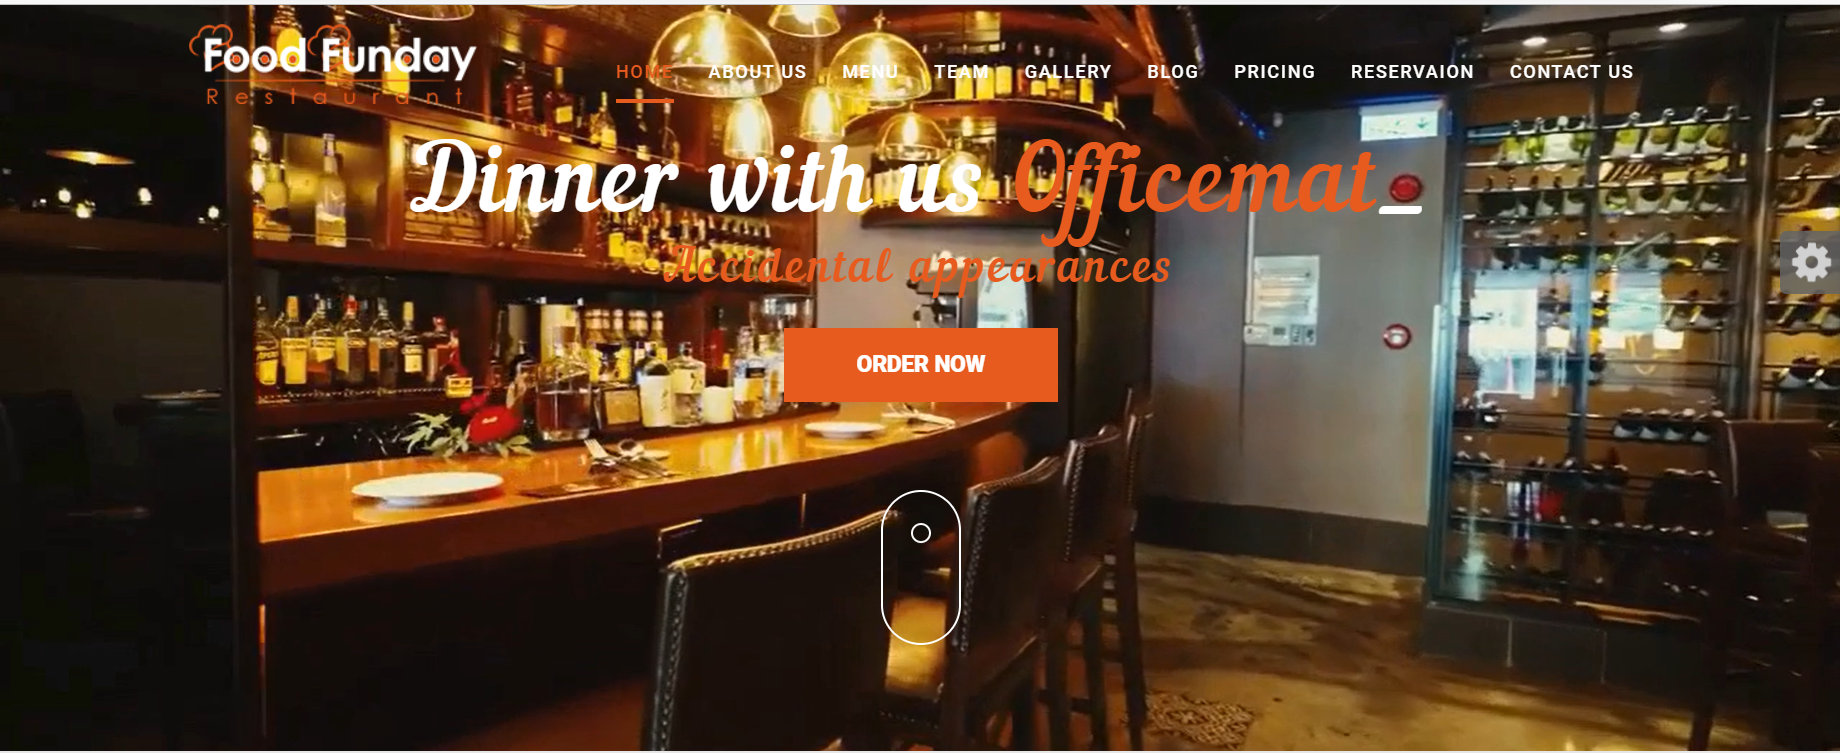 Food Funday
Restaurant
HOME ABOUT US MENU TEAM GALLERY BLOG PRICING RESERVAION CONTACT US
Dinner with us Officemat_
Accidental appearances
ORDER NOW